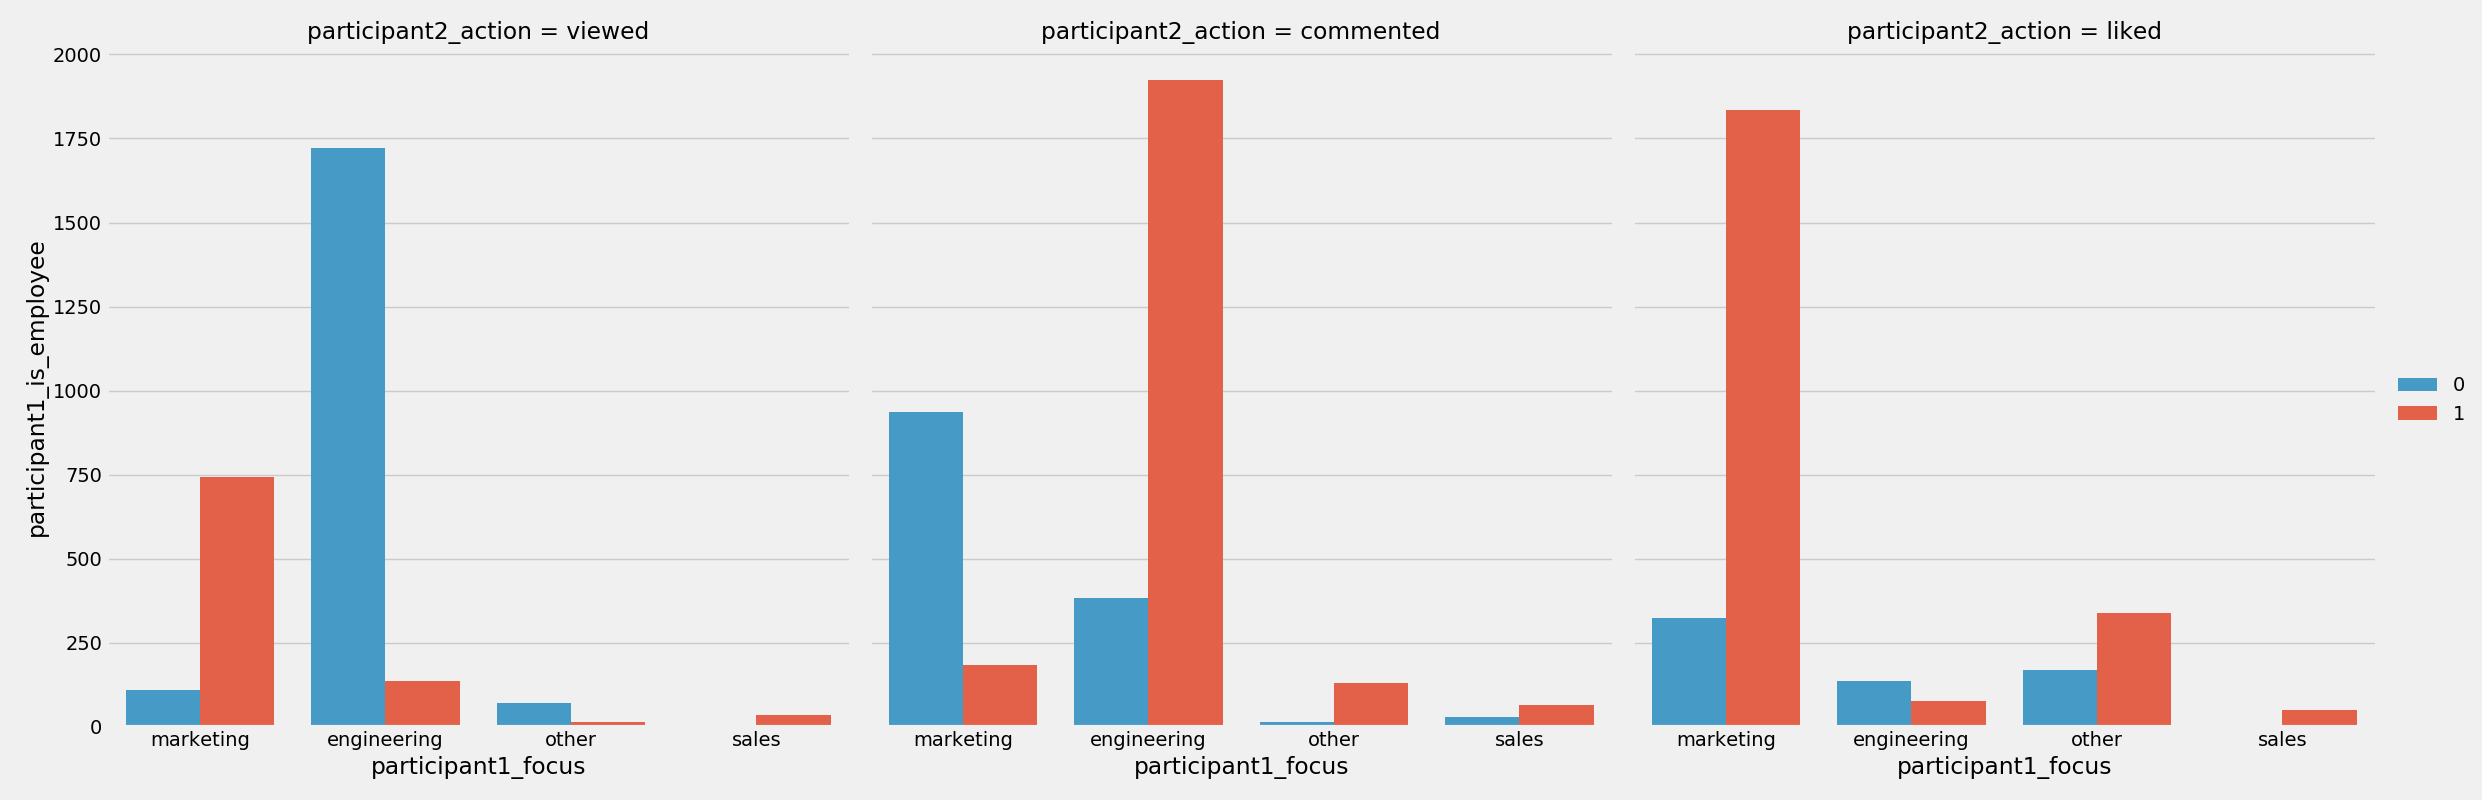 participant2_action = viewed
participant2_action = commented
participant2_action = liked
2000
1750
1500
1250
1000
750
500
250
0
participant1_is_employee
marketing engineering other sales
participant1_focus
marketing engineering other sales
participant1_focus
marketing engineering other sales
participant1_focus
0
1